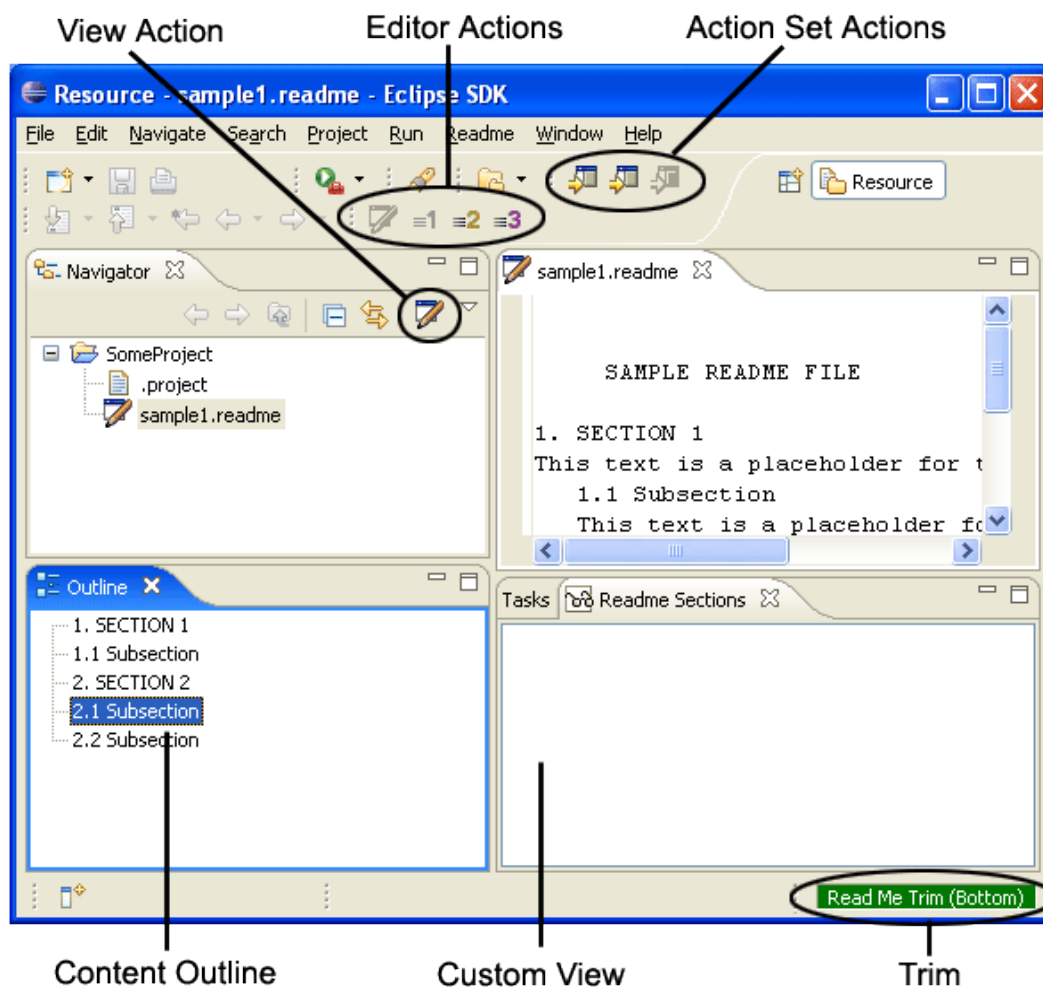 View Action Editor Actions Action Set Actions
Resource - sample1.readme - Eclipse SDK
File Edit Navigate Search Project Run Readme Window Help
Resource
≡1 ≡2 ≡3
Navigator
sample1.readme
SomeProject
.project
sample1.readme
SAMPLE README FILE
1. SECTION 1
This text is a placeholder for t
1.1 Subsection
This text is a placeholder fo
Outline
1. SECTION 1
1.1 Subsection
2. SECTION 2
2.1 Subsection
2.2 Subsection
Tasks Readme Sections
Read Me Trim (Bottom)
Content Outline Custom View Trim